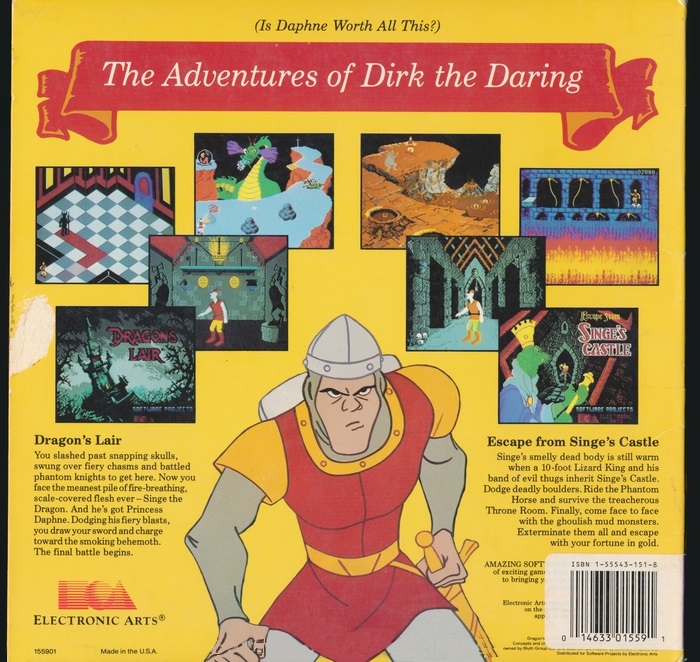 (Is Daphne Worth All This?)
The Adventures of Dirk the Daring
02000
DRAGON'S
LAIR
SOFTWARE PROJECTS
Escape From
SINGE'S
CASTLE
SOFTWARE PROJECTS
Dragon's Lair
You slashed past snapping skulls,
swung over fiery chasms and battled
phantom knights to get here. Now you
face the meanest pile of fire-breathing,
scale-covered flesh ever – Singe the
Dragon. And he's got Princess
Daphne. Dodging his fiery blasts,
you draw your sword and charge
toward the smoking behemoth.
The final battle begins.
Escape from Singe's Castle
Singe's smelly dead body is still warm
when a 10-foot Lizard King and his
band of evil thugs inherit Singe's Castle.
Dodge deadly boulders. Ride the Phantom
Horse and survive the treacherous
Throne Room. Finally, come face to face
with the ghoulish mud monsters.
Exterminate them all and escape
with your fortune in gold.
AMAZING SOFT
of exciting game
to bringing
Electronic Arts
on the
ISBN 1-55543-151-8
0 14633 01559 1
Distributed for Software Projects by Electronic Arts.
ELECTRONIC ARTS®
155901 Made in the U.S.A.